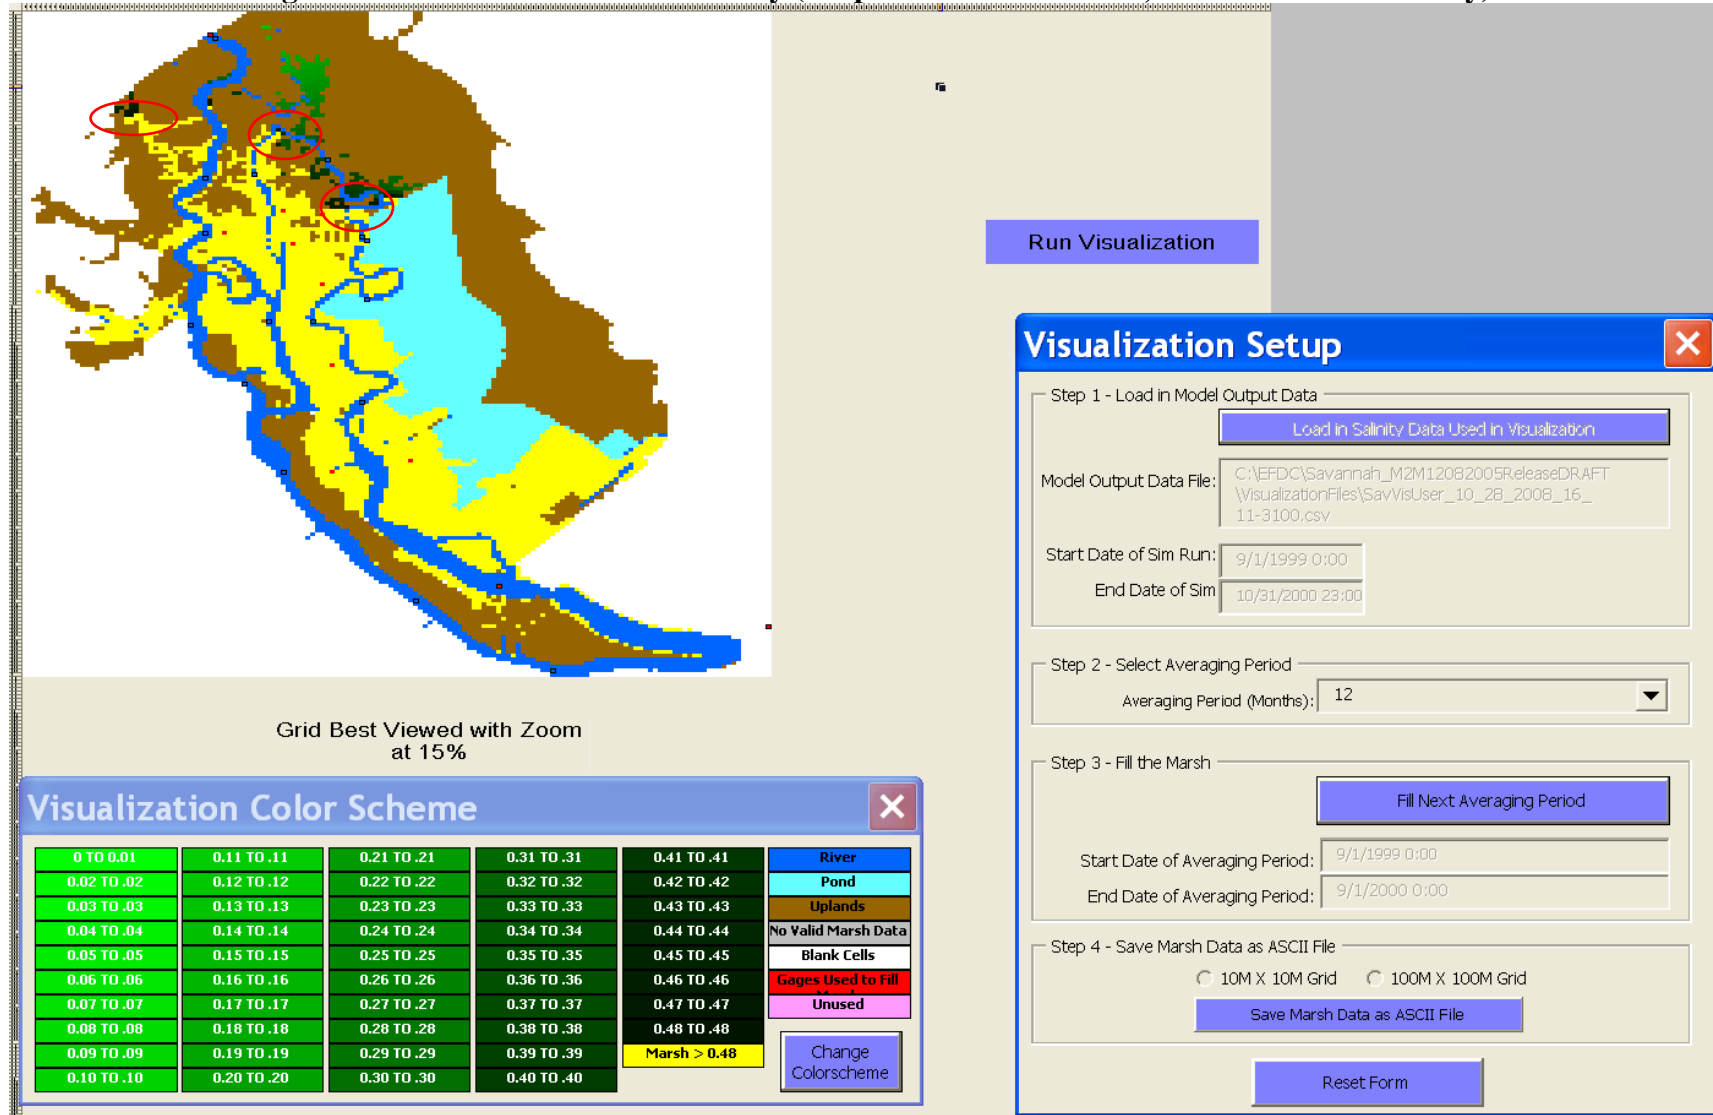 Run Visualization
Visualization Setup
Step 1 - Load in Model Output Data
Load in Salinity Data Used in Visualization
Model Output Data File:
C:\EFDC\Savannah_M2M12082005ReleaseDRAFT
\VisualizationFiles\SavVisUser_10_28_2008_16_
11-3100.csv
Start Date of Sim Run: 9/1/1999 0:00
End Date of Sim 10/31/2000 23:00
Step 2 - Select Averaging Period
Averaging Period (Months): 12
Step 3 - Fill the Marsh
Fill Next Averaging Period
Start Date of Averaging Period: 9/1/1999 0:00
End Date of Averaging Period: 9/1/2000 0:00
Step 4 - Save Marsh Data as ASCII File
10M X 10M Grid 100M X 100M Grid
Save Marsh Data as ASCII File
Reset Form
Grid Best Viewed with Zoom
at 15%
Visualization Color Scheme
0 TO 0.01 0.11 TO .11 0.21 TO .21 0.31 TO .31 0.41 TO .41 River
0.02 TO .02 0.12 TO .12 0.22 TO .22 0.32 TO .32 0.42 TO .42 Pond
0.03 TO .03 0.13 TO .13 0.23 TO .23 0.33 TO .33 0.43 TO .43 Uplands
0.04 TO .04 0.14 TO .14 0.24 TO .24 0.34 TO .34 0.44 TO .44 No Valid Marsh Data
0.05 TO .05 0.15 TO .15 0.25 TO .25 0.35 TO .35 0.45 TO .45 Blank Cells
0.06 TO .06 0.16 TO .16 0.26 TO .26 0.36 TO .36 0.46 TO .46 Gages Used to Fill
0.07 TO .07 0.17 TO .17 0.27 TO .27 0.37 TO .37 0.47 TO .47 Unused
0.08 TO .08 0.18 TO .18 0.28 TO .28 0.38 TO .38 0.48 TO .48
0.09 TO .09 0.19 TO .19 0.29 TO .29 0.39 TO .39 Marsh > 0.48
0.10 TO .10 0.20 TO .20 0.30 TO .30 0.40 TO .40
Change
Colorscheme